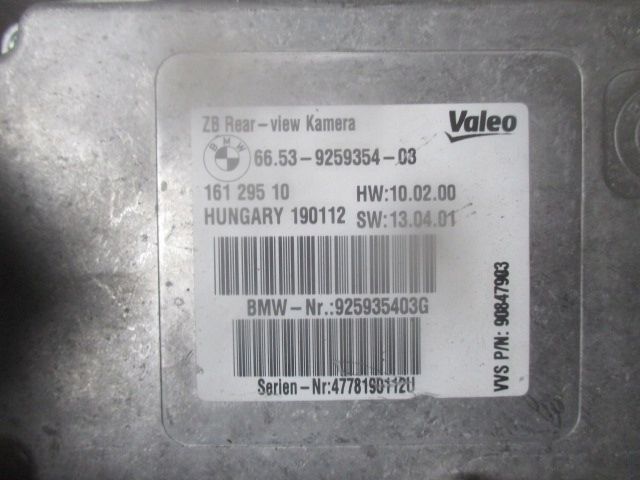 ZB Rear-view Kamera
Valeo
BMW
66.53-9259354-03
161 295 10 HW:10.02.00
HUNGARY 190112 SW:13.04.01
BMW-Nr.:925935403G
Serien-Nr:4778190112U
VVS P/N: 90847903